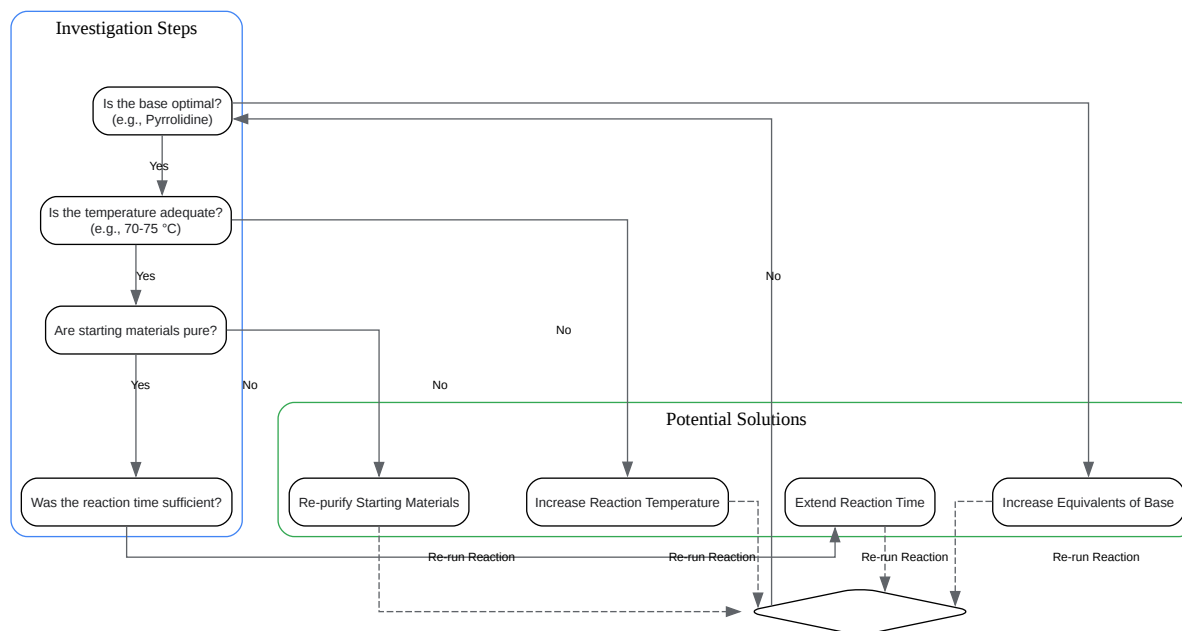 Investigation Steps
Is the base optimal?
(e.g., Pyrrolidine)
Yes
Is the temperature adequate?
(e.g., 70-75 °C)
Yes
No
Are starting materials pure?
No
Yes
No
No
Potential Solutions
Was the reaction time sufficient?
Re-purify Starting Materials
Increase Reaction Temperature
Extend Reaction Time
Increase Equivalents of Base
Re-run Reaction
Re-run Reaction
Re-run Reaction
Re-run Reaction